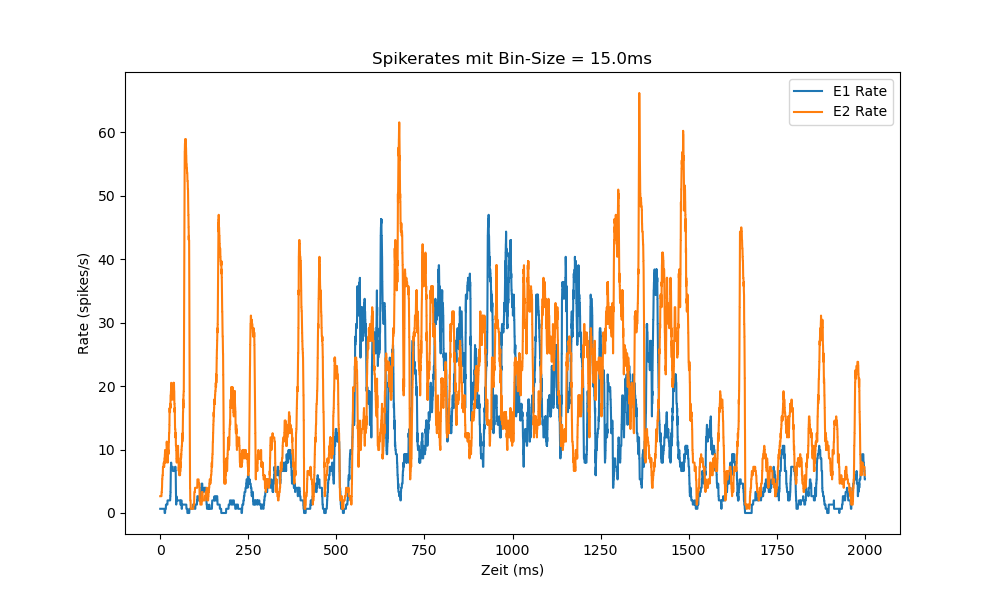 Spikerates mit Bin-Size = 15.0ms
E1 Rate
E2 Rate
60
50
40
30
20
10
0
Rate (spikes/s)
0 250 500 750 1000 1250 1500 1750 2000
Zeit (ms)